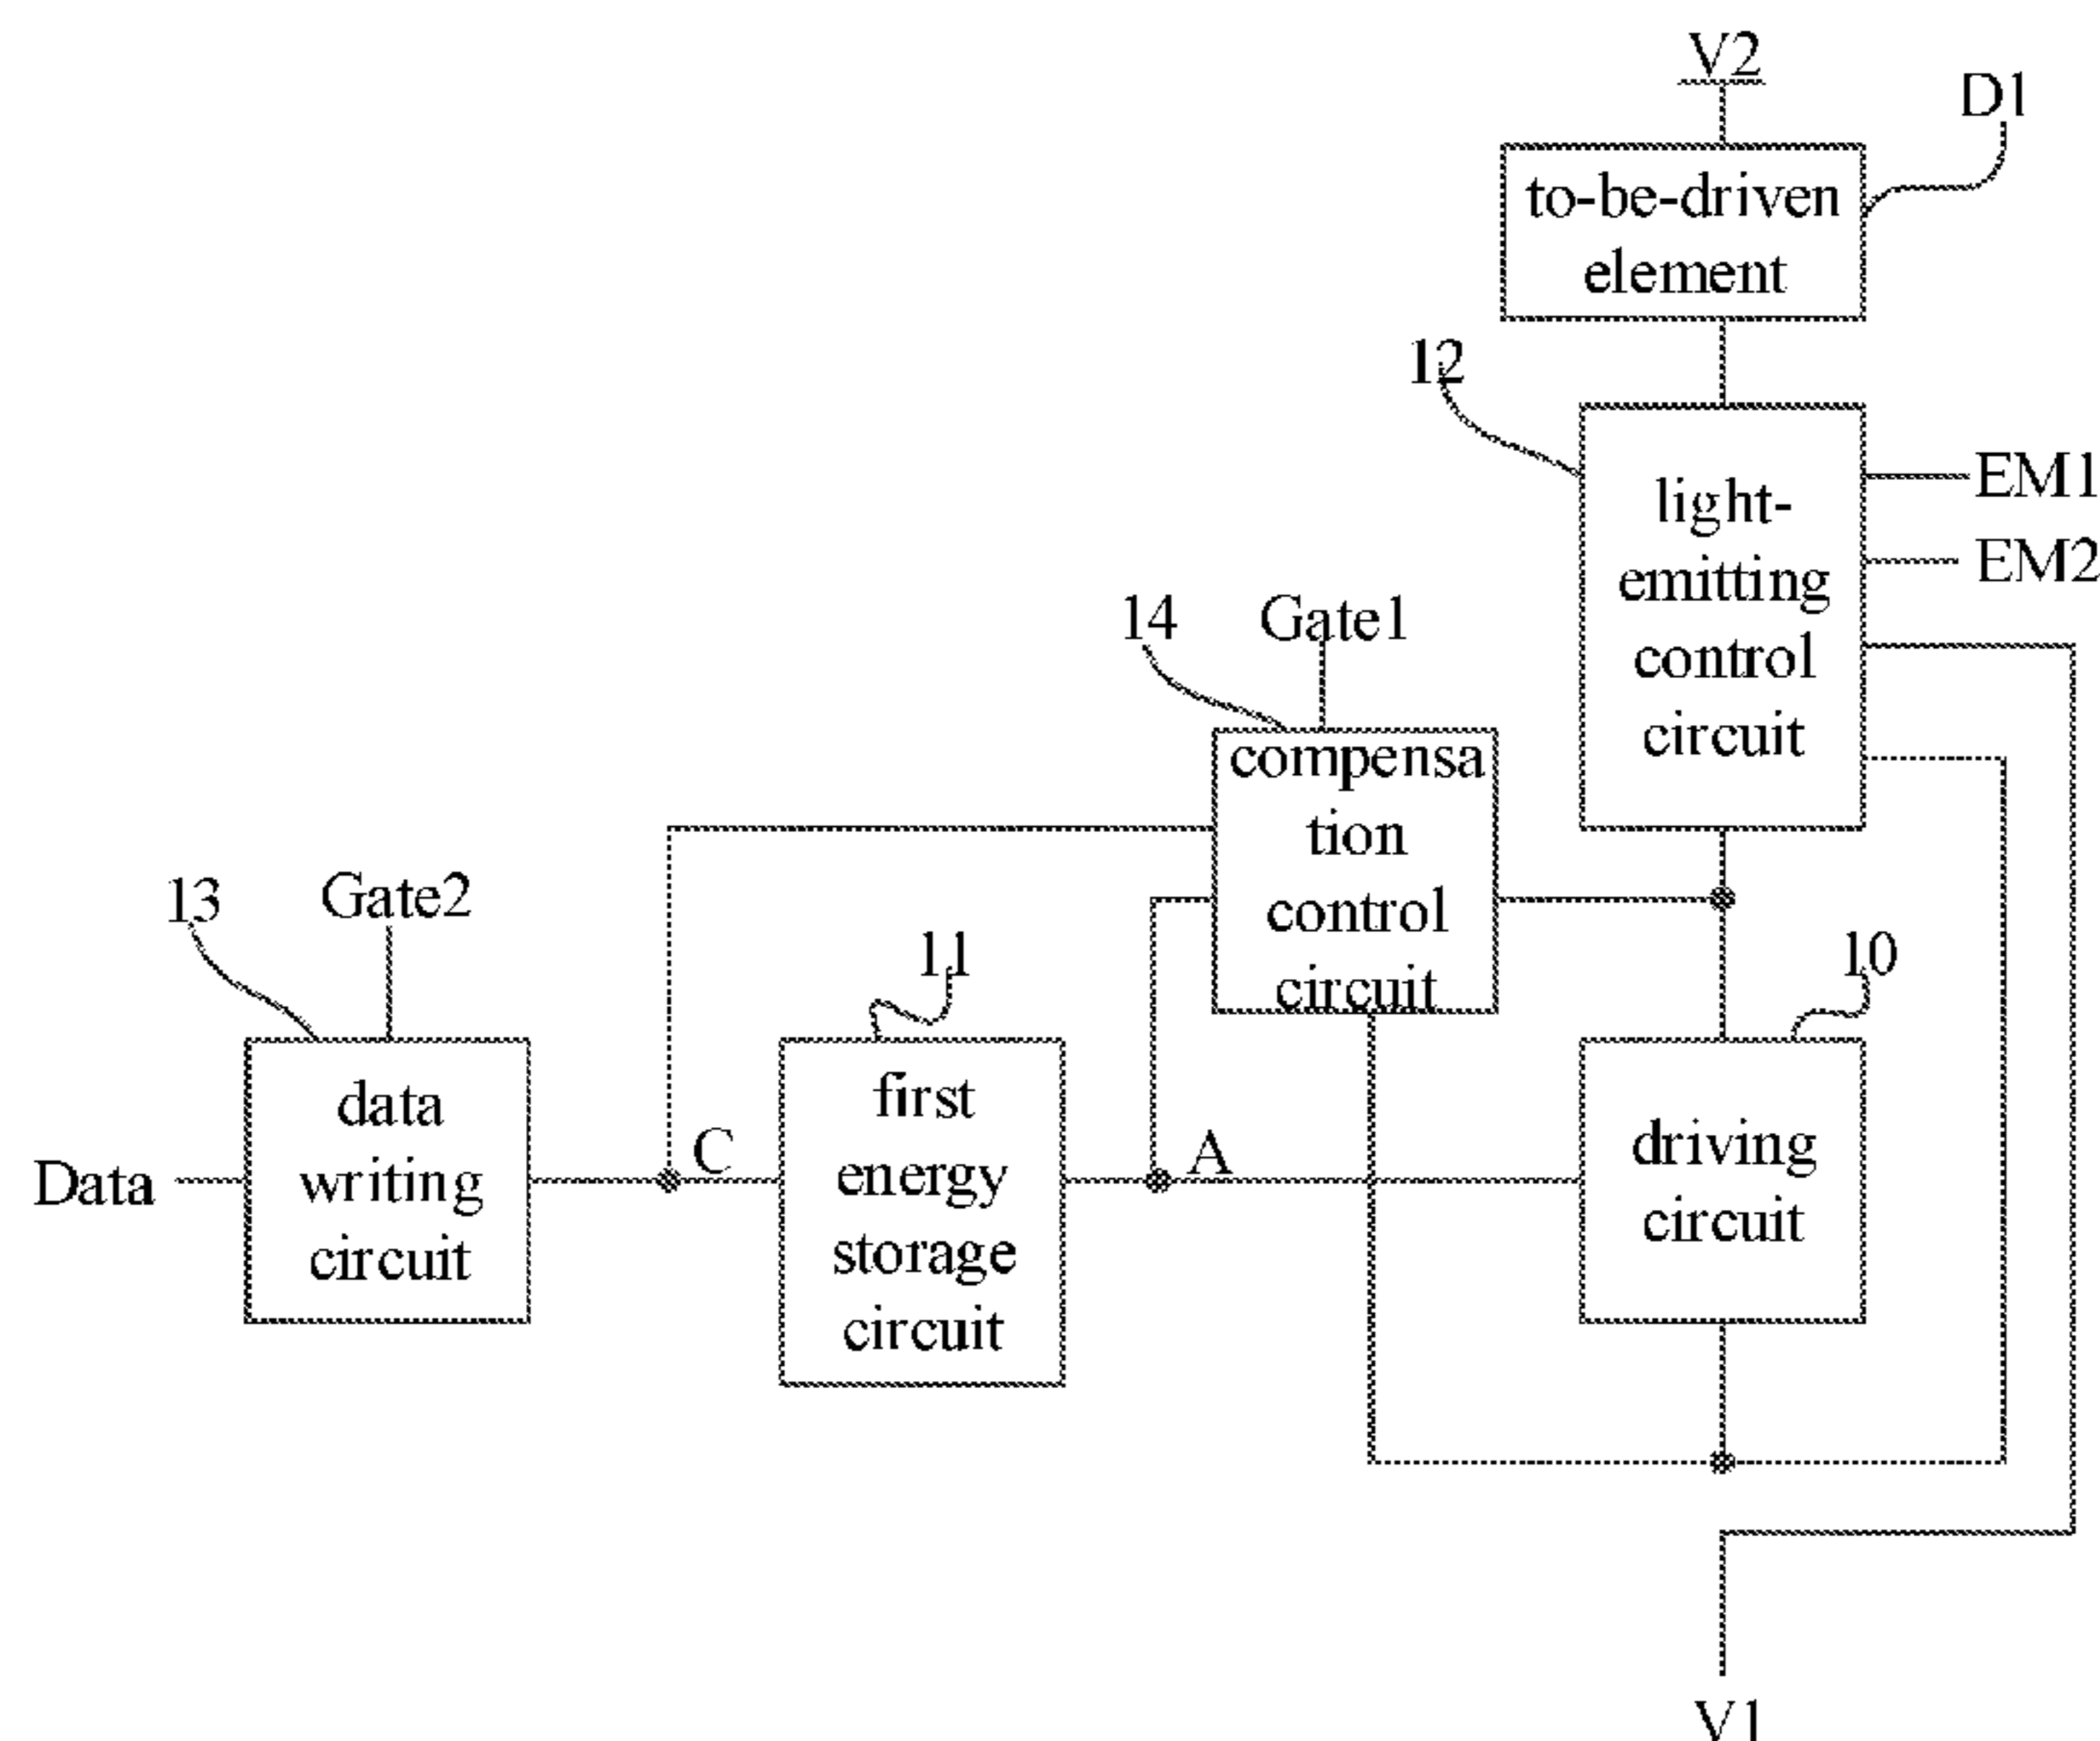 V2
D1
to-be-driven
element
12
EM1
EM2
light-
emitting
control
circuit
14
Gate1
compensa
tion
control
circuit
13
Gate2
11
10
Data
data
writing
circuit
C
first
energy
storage
circuit
A
driving
circuit
V1